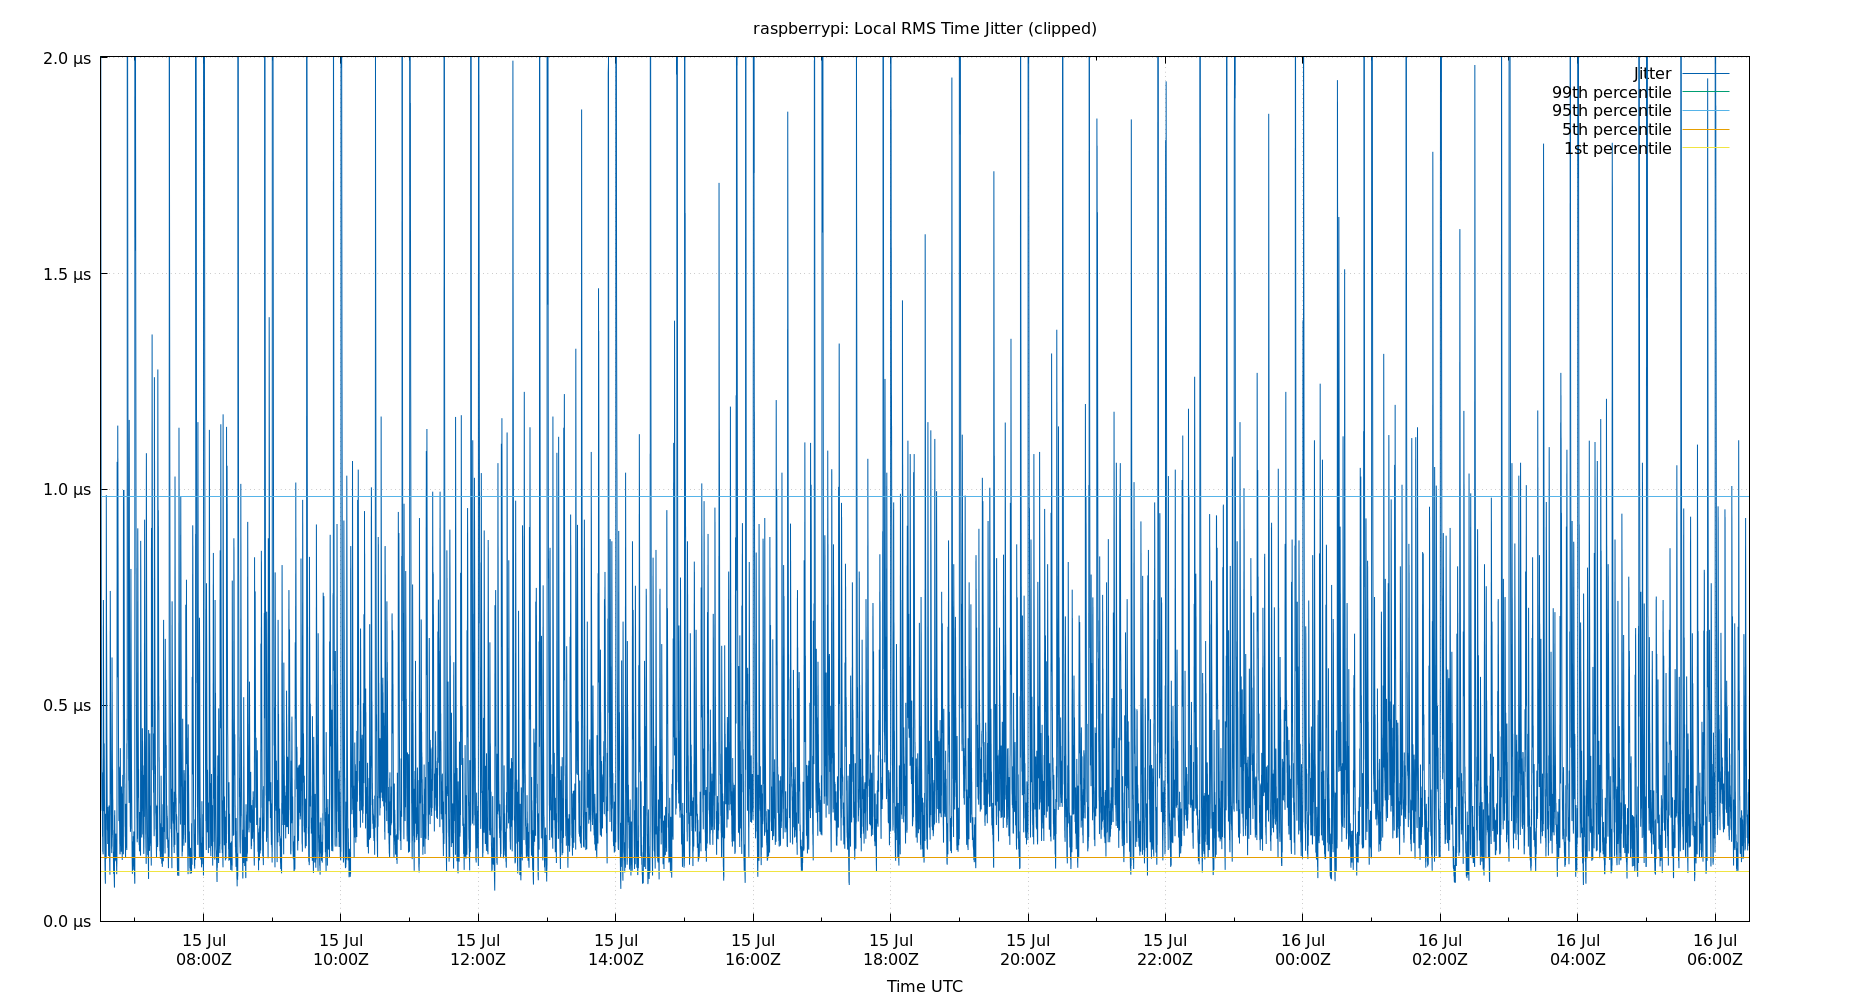 raspberrypi: Local RMS Time Jitter (clipped)
2.0 µs
1.5 µs
1.0 µs
0.5 µs
0.0 µs
Jitter
99th percentile
95th percentile
5th percentile
1st percentile
15 Jul 15 Jul 15 Jul 15 Jul 15 Jul 15 Jul 15 Jul 15 Jul 16 Jul 16 Jul 16 Jul 16 Jul
08:00Z 10:00Z 12:00Z 14:00Z 16:00Z 18:00Z 20:00Z 22:00Z 00:00Z 02:00Z 04:00Z 06:00Z
Time UTC